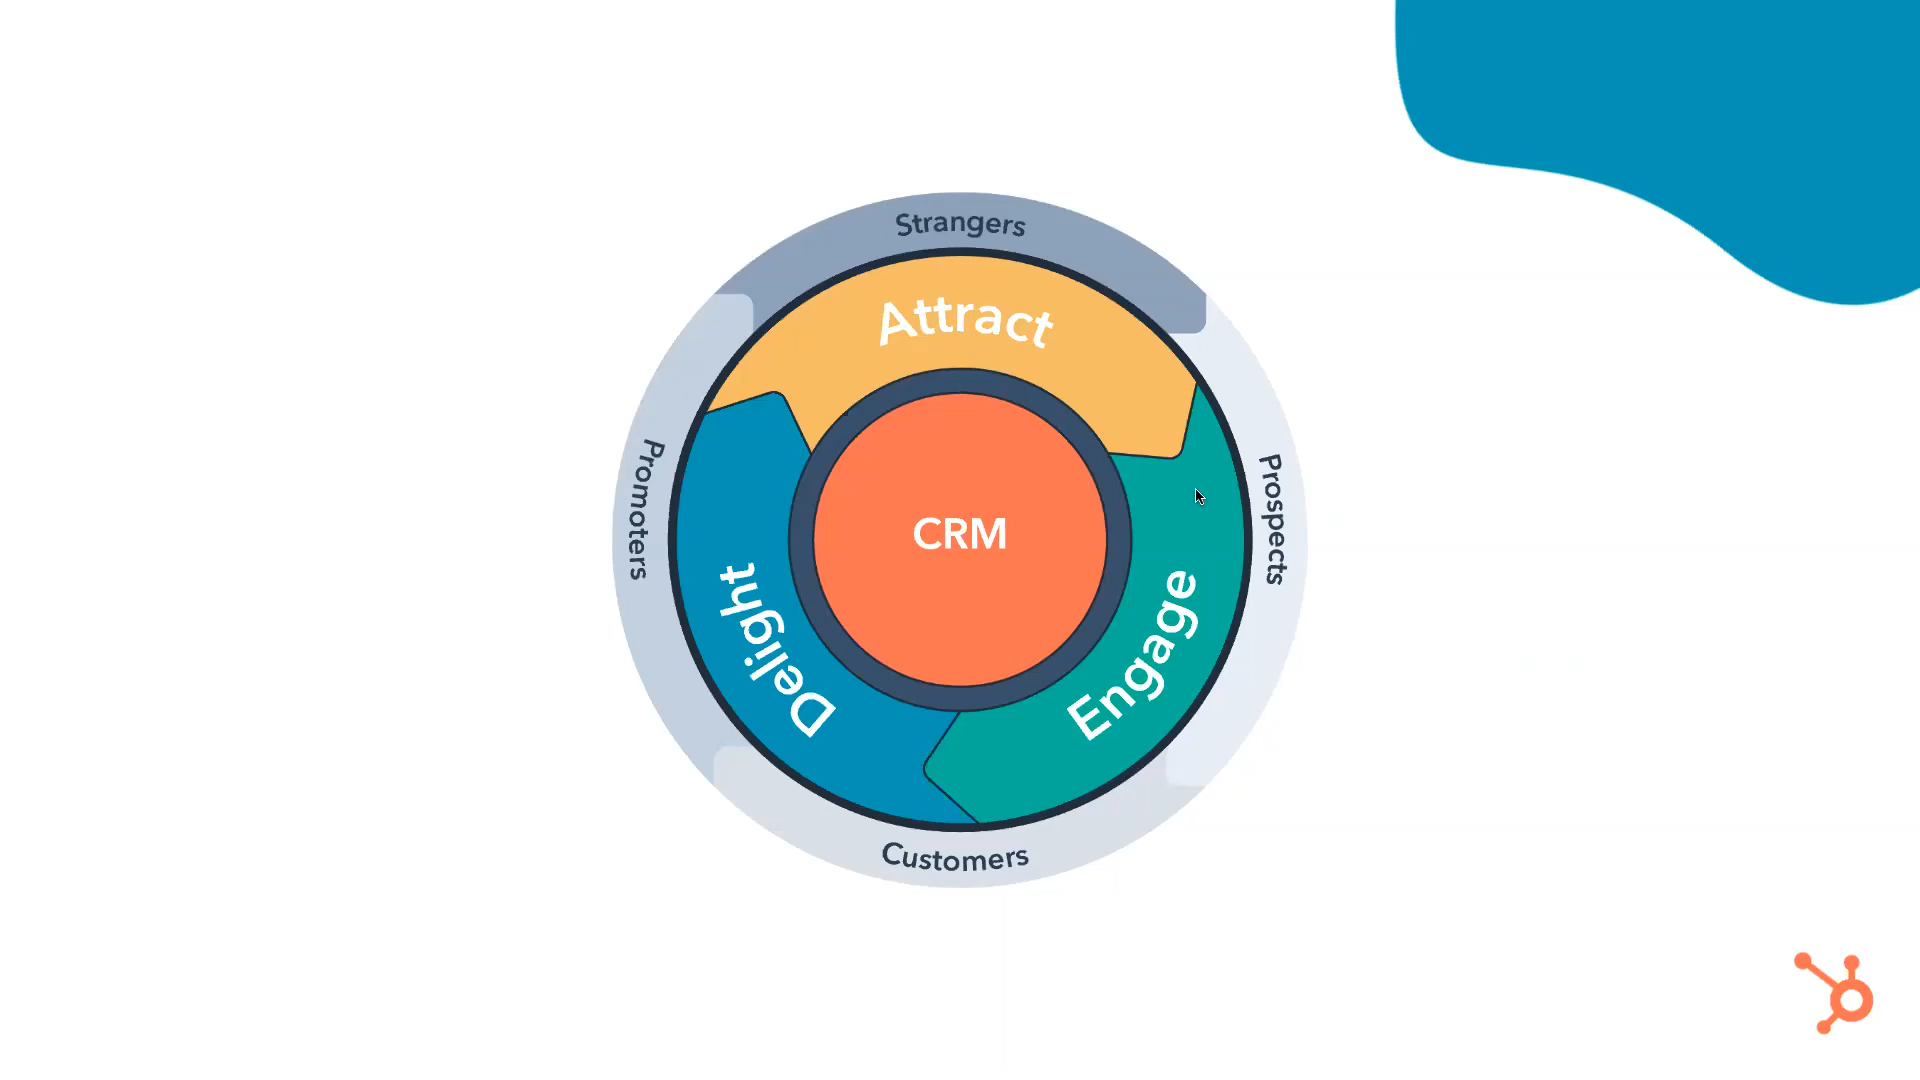 Strangers
Attract
Promoters
Prospects
CRM
Delight
Engage
Customers